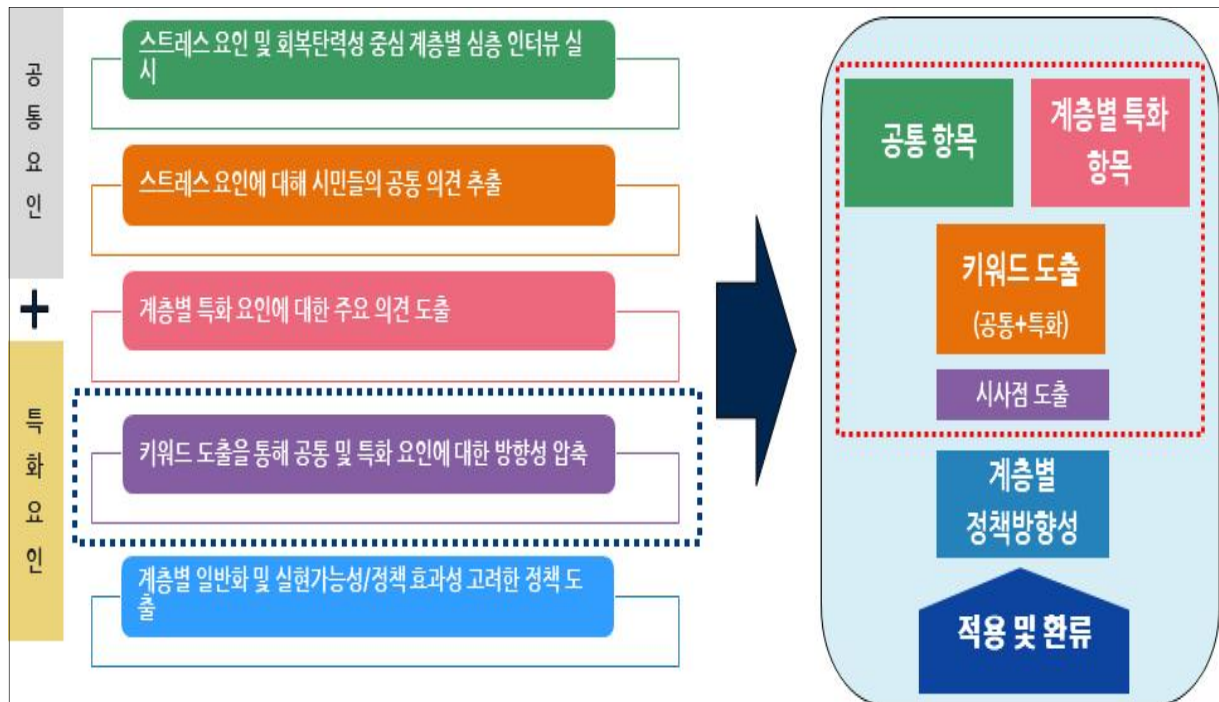 공통요인
+
특화요인
스트레스 요인 및 회복탄력성 중심 계층별 심층 인터뷰 실
시
스트레스 요인에 대해 시민들의 공통 의견 추출
계층별 특화 요인에 대한 주요 의견 도출
키워드 도출을 통해 공통 및 특화 요인에 대한 방향성 압축
계층별 일반화 및 실현가능성/정책 효과성 고려한 정책 도
출
공통 항목
계층별 특화
항목
키워드 도출
(공통+특화)
시사점 도출
계층별
정책방향성
적용 및 환류